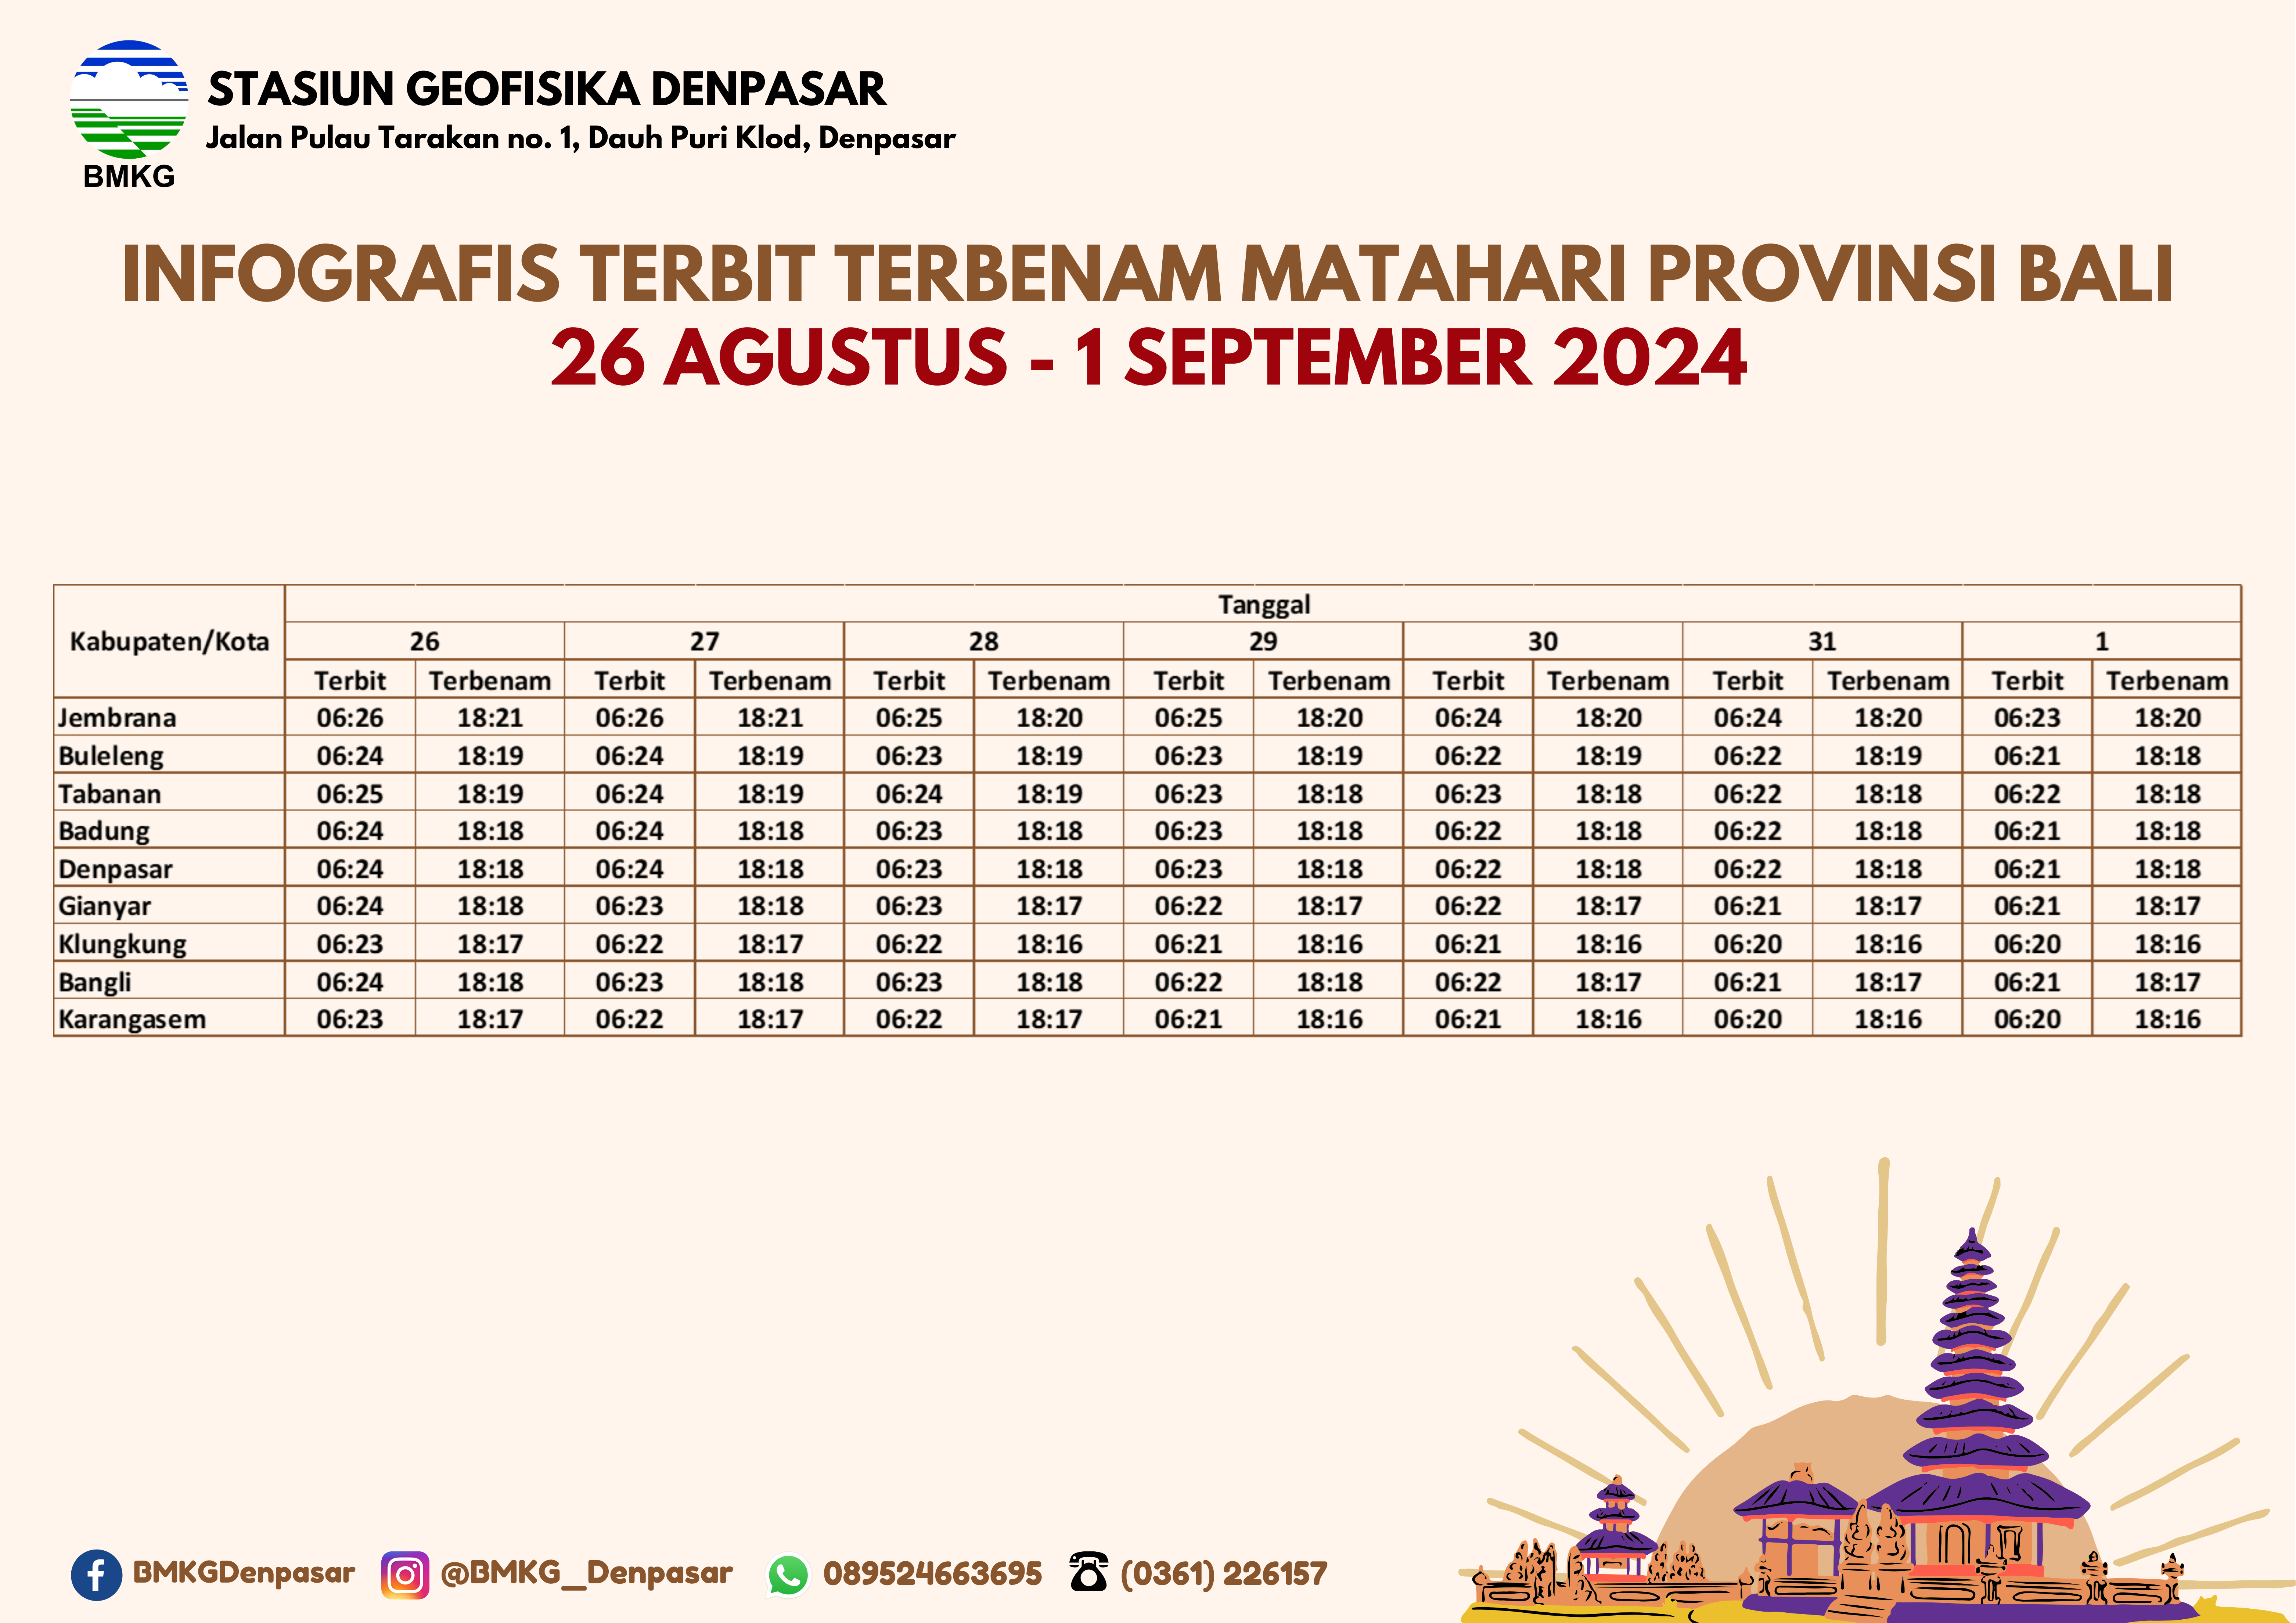 STASIUN GEOFISIKA DENPASAR
Jalan Pulau Tarakan no. 1, Dauh Puri Klod, Denpasar
BMKG
INFOGRAFIS TERBIT TERBENAM MATAHARI PROVINSI BALI
26 AGUSTUS - 1 SEPTEMBER 2024
Tanggal
Kabupaten/Kota 26 27 28 29 30 31 1
Terbit Terbenam Terbit Terbenam Terbit Terbenam Terbit Terbenam Terbit Terbenam Terbit Terbenam Terbit Terbenam
Jembrana 06:26 18:21 06:26 18:21 06:25 18:20 06:25 18:20 06:24 18:20 06:24 18:20 06:23 18:20
Buleleng 06:24 18:19 06:24 18:19 06:23 18:19 06:23 18:19 06:22 18:19 06:22 18:19 06:21 18:18
Tabanan 06:25 18:19 06:24 18:19 06:24 18:19 06:23 18:18 06:23 18:18 06:22 18:18 06:22 18:18
Badung 06:24 18:18 06:24 18:18 06:23 18:18 06:23 18:18 06:22 18:18 06:22 18:18 06:21 18:18
Denpasar 06:24 18:18 06:24 18:18 06:23 18:18 06:23 18:18 06:22 18:18 06:22 18:18 06:21 18:18
Gianyar 06:24 18:18 06:23 18:18 06:23 18:17 06:22 18:17 06:22 18:17 06:21 18:17 06:21 18:17
Klungkung 06:23 18:17 06:22 18:17 06:22 18:16 06:21 18:16 06:21 18:16 06:20 18:16 06:20 18:16
Bangli 06:24 18:18 06:23 18:18 06:23 18:18 06:22 18:18 06:22 18:17 06:21 18:17 06:21 18:17
Karangasem 06:23 18:17 06:22 18:17 06:22 18:17 06:21 18:16 06:21 18:16 06:20 18:16 06:20 18:16
BMKGDenpasar @BMKG_Denpasar 089524663695 (0361) 226157